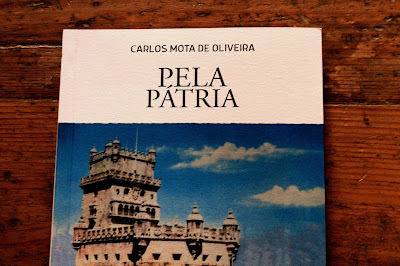 CARLOS MOTA DE OLIVEIRA
PELA
PÁTRIA